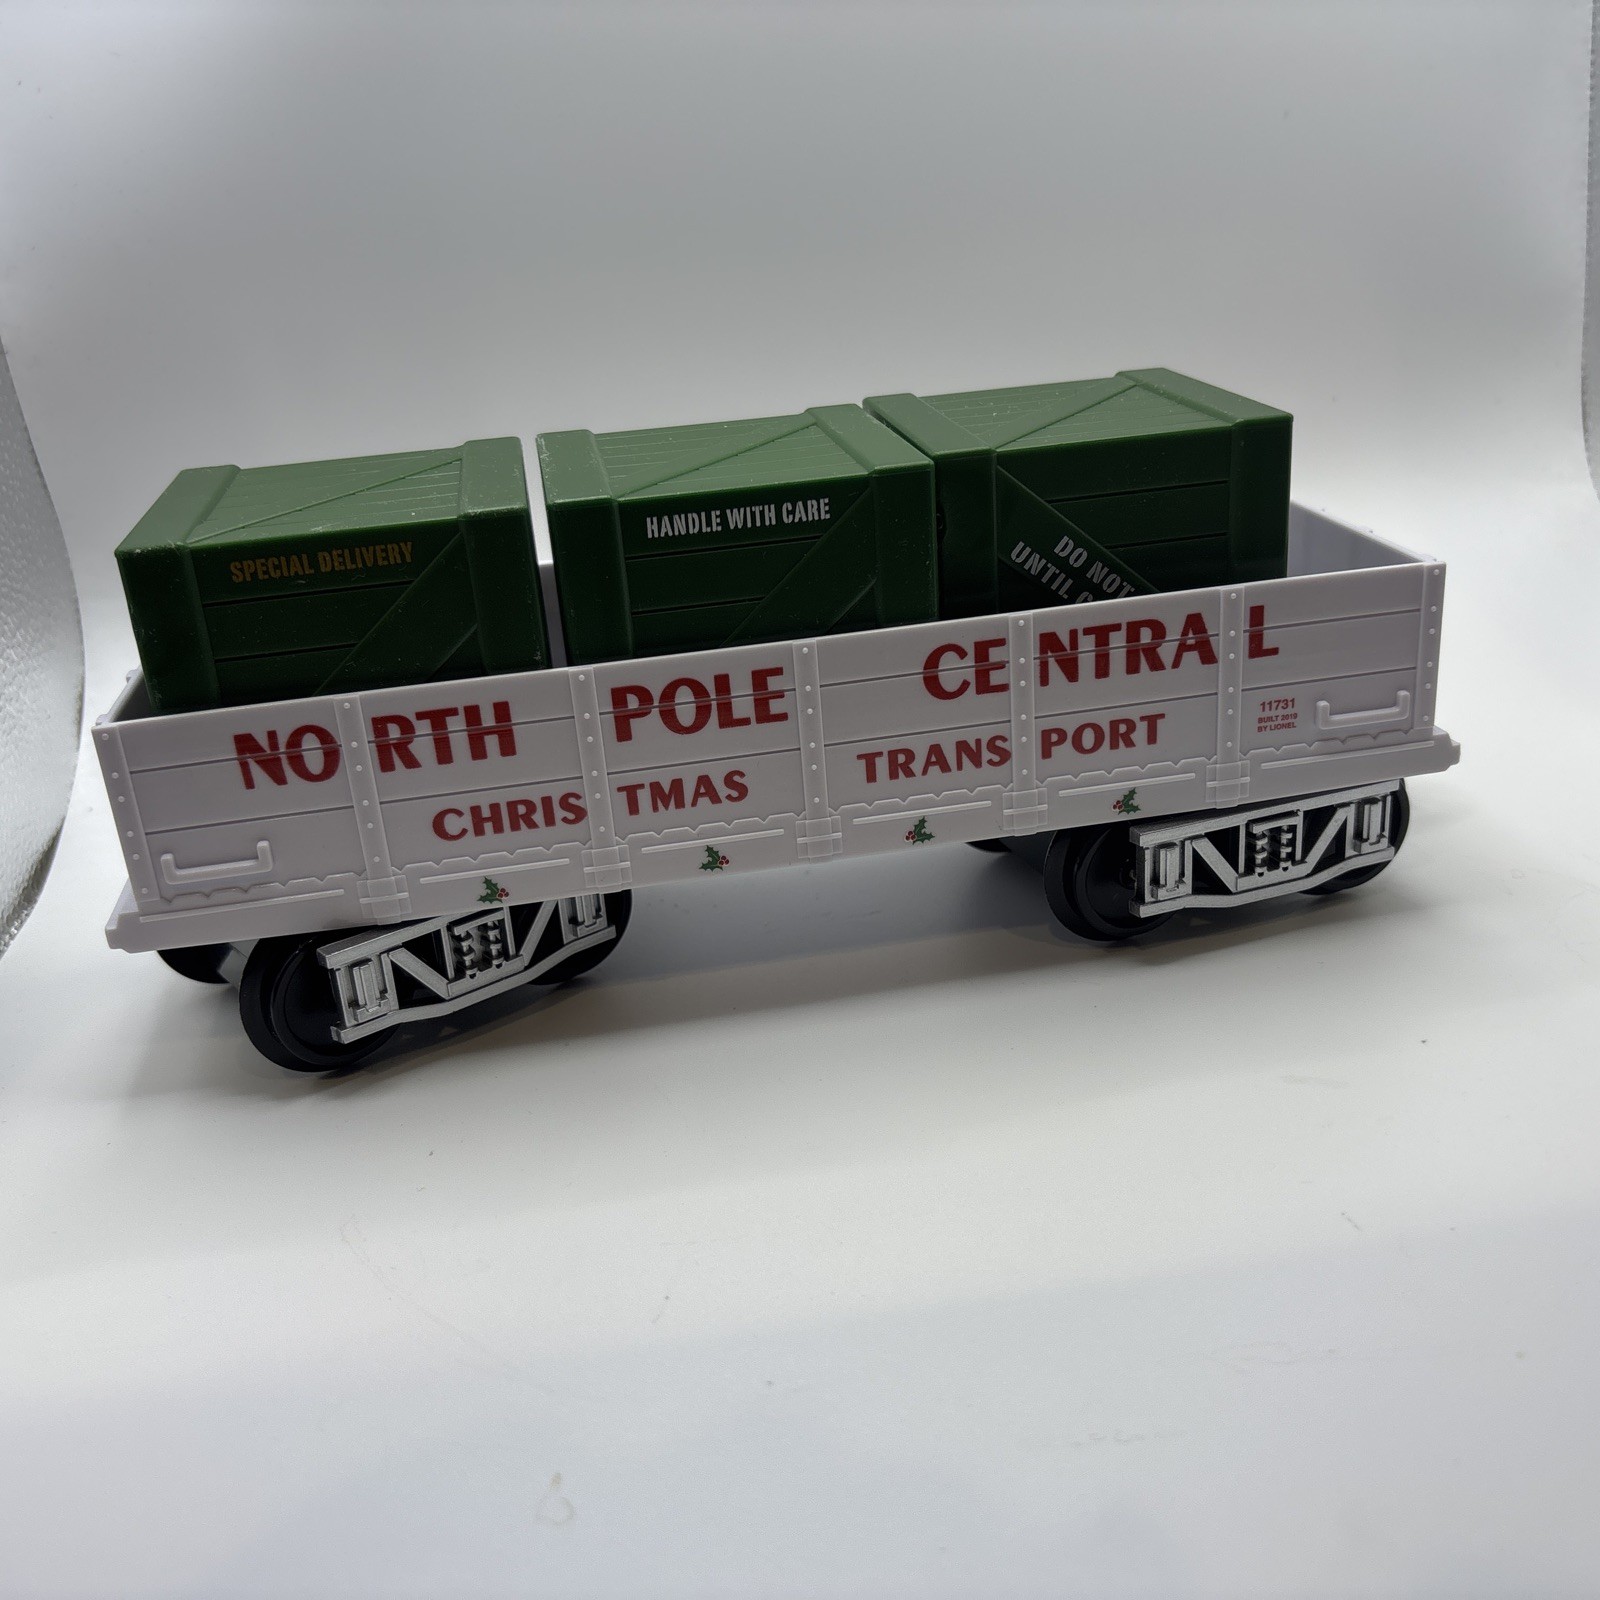 SPECIAL DELIVERY
HANDLE WITH CARE
DO NOT
UNTIL
NORTH POLE CENTRAL
CHRISTMAS TRANSPORT
11731
BUILT 2019
BY LIONEL